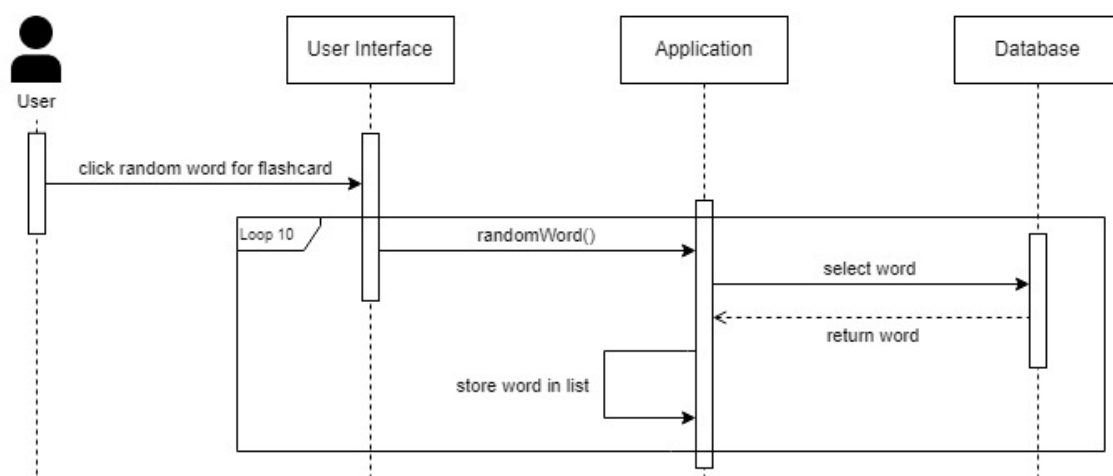 User Interface
Application
Database
User
click random word for flashcard
Loop 10
randomWord()
select word
return word
store word in list